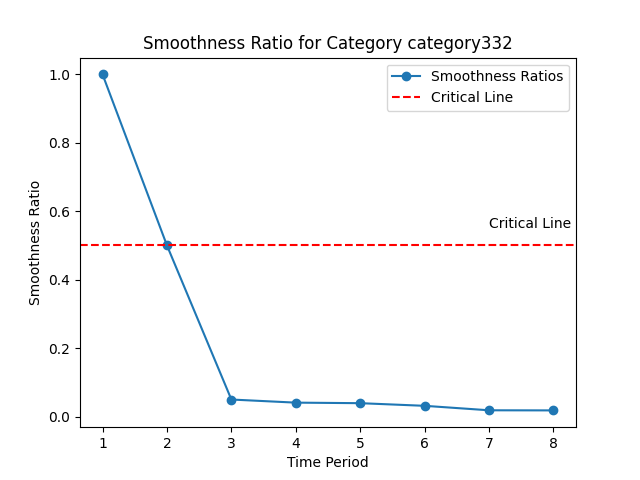 Smoothness Ratio for Category category332
Smoothness Ratios
Critical Line
Critical Line
Smoothness Ratio
1.0
0.8
0.6
0.4
0.2
0.0
1 2 3 4 5 6 7 8
Time Period